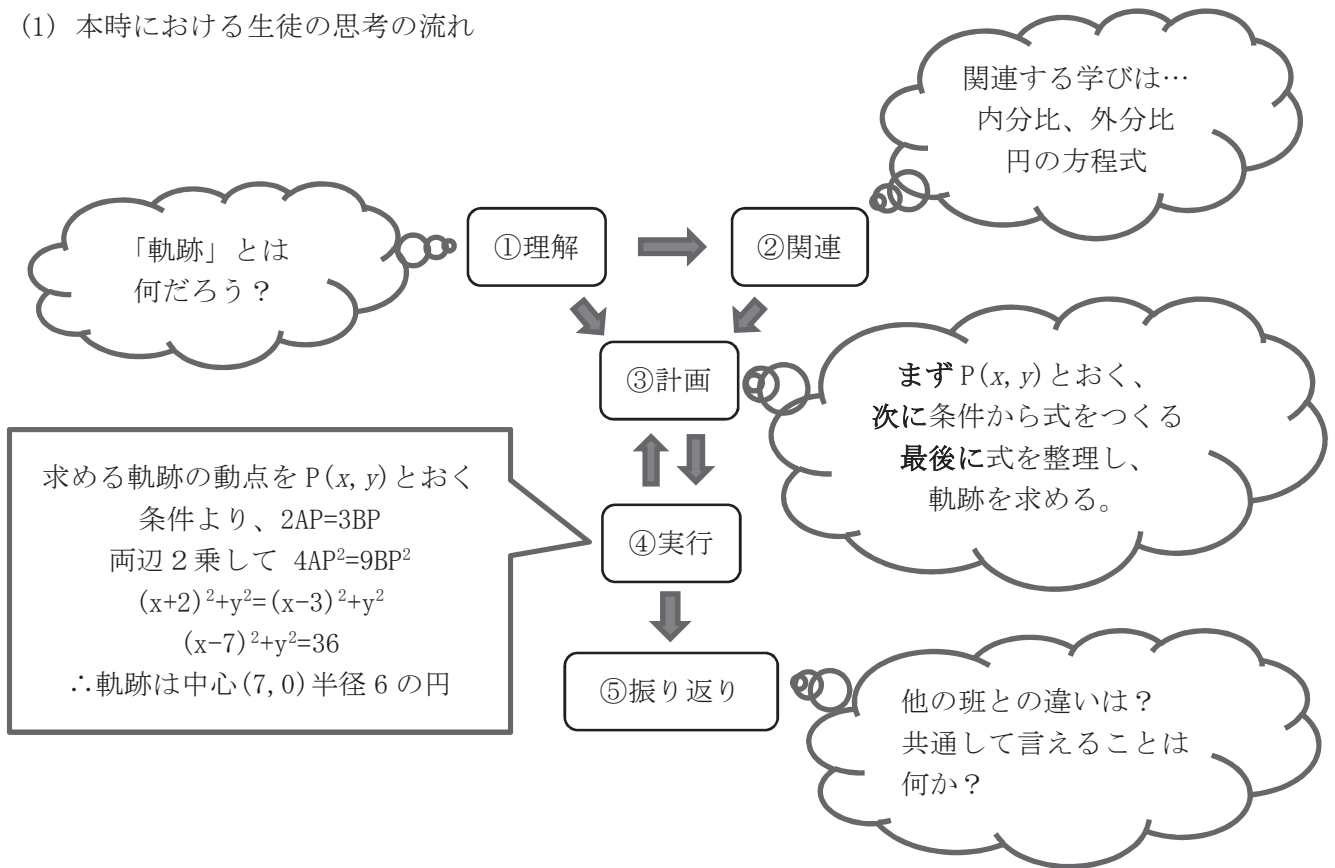 (1) 本時における生徒の思考の流れ
関連する学びは…
内分比、外分比
円の方程式
「軌跡」とは
何だろう？
①理解
②関連
③計画
まず P(x, y)とおく、
次に条件から式をつくる
最後に式を整理し、
軌跡を求める。
求める軌跡の動点を P(x, y)とおく
条件より、2AP=3BP
両辺２乗して 4AP²=9BP²
(x+2)²+y²=(x-3)²+y²
(x-7)²+y²=36
∴軌跡は中心(7,0)半径 6 の円
④実行
⑤振り返り
他の班との違いは？
共通して言えることは
何か？